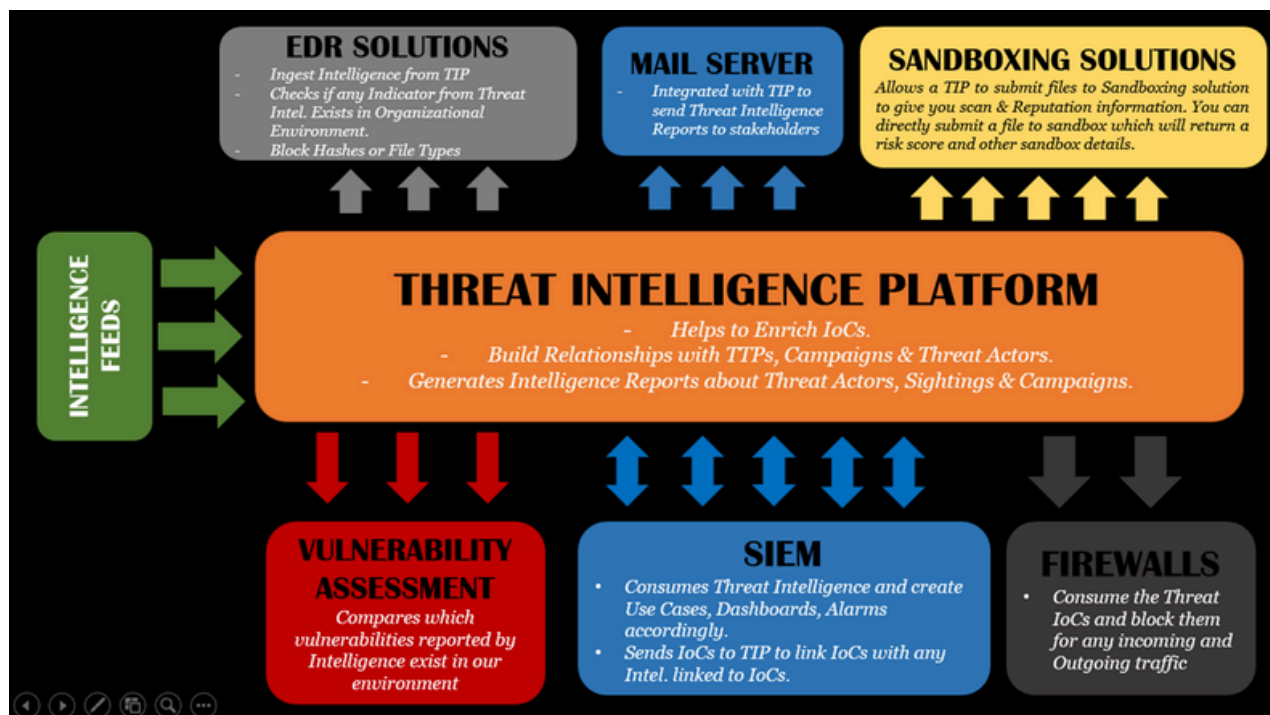 EDR SOLUTIONS
- Ingest Intelligence from TIP
- Checks if any Indicator from Threat
Intel. Exists in Organizational
Environment.
- Block Hashes or File Types
MAIL SERVER
- Integrated with TIP to
send Threat Intelligence
Reports to stakeholders
SANDBOXING SOLUTIONS
Allows a TIP to submit files to Sandboxing solution
to give you scan & Reputation information. You can
directly submit a file to sandbox which will return a
risk score and other sandbox details.
INTELLIGENCE
FEEDS
THREAT INTELLIGENCE PLATFORM
- Helps to Enrich IoCs.
- Build Relationships with TTPs, Campaigns & Threat Actors.
- Generates Intelligence Reports about Threat Actors, Sightings & Campaigns.
VULNERABILITY
ASSESSMENT
Compares which
vulnerabilities reported by
Intelligence exist in our
environment
SIEM
• Consumes Threat Intelligence and create
Use Cases, Dashboards, Alarms
accordingly.
• Sends IoCs to TIP to link IoCs with any
Intel. linked to IoCs.
FIREWALLS
• Consume the Threat
IoCs and block them
for any incoming and
Outgoing traffic